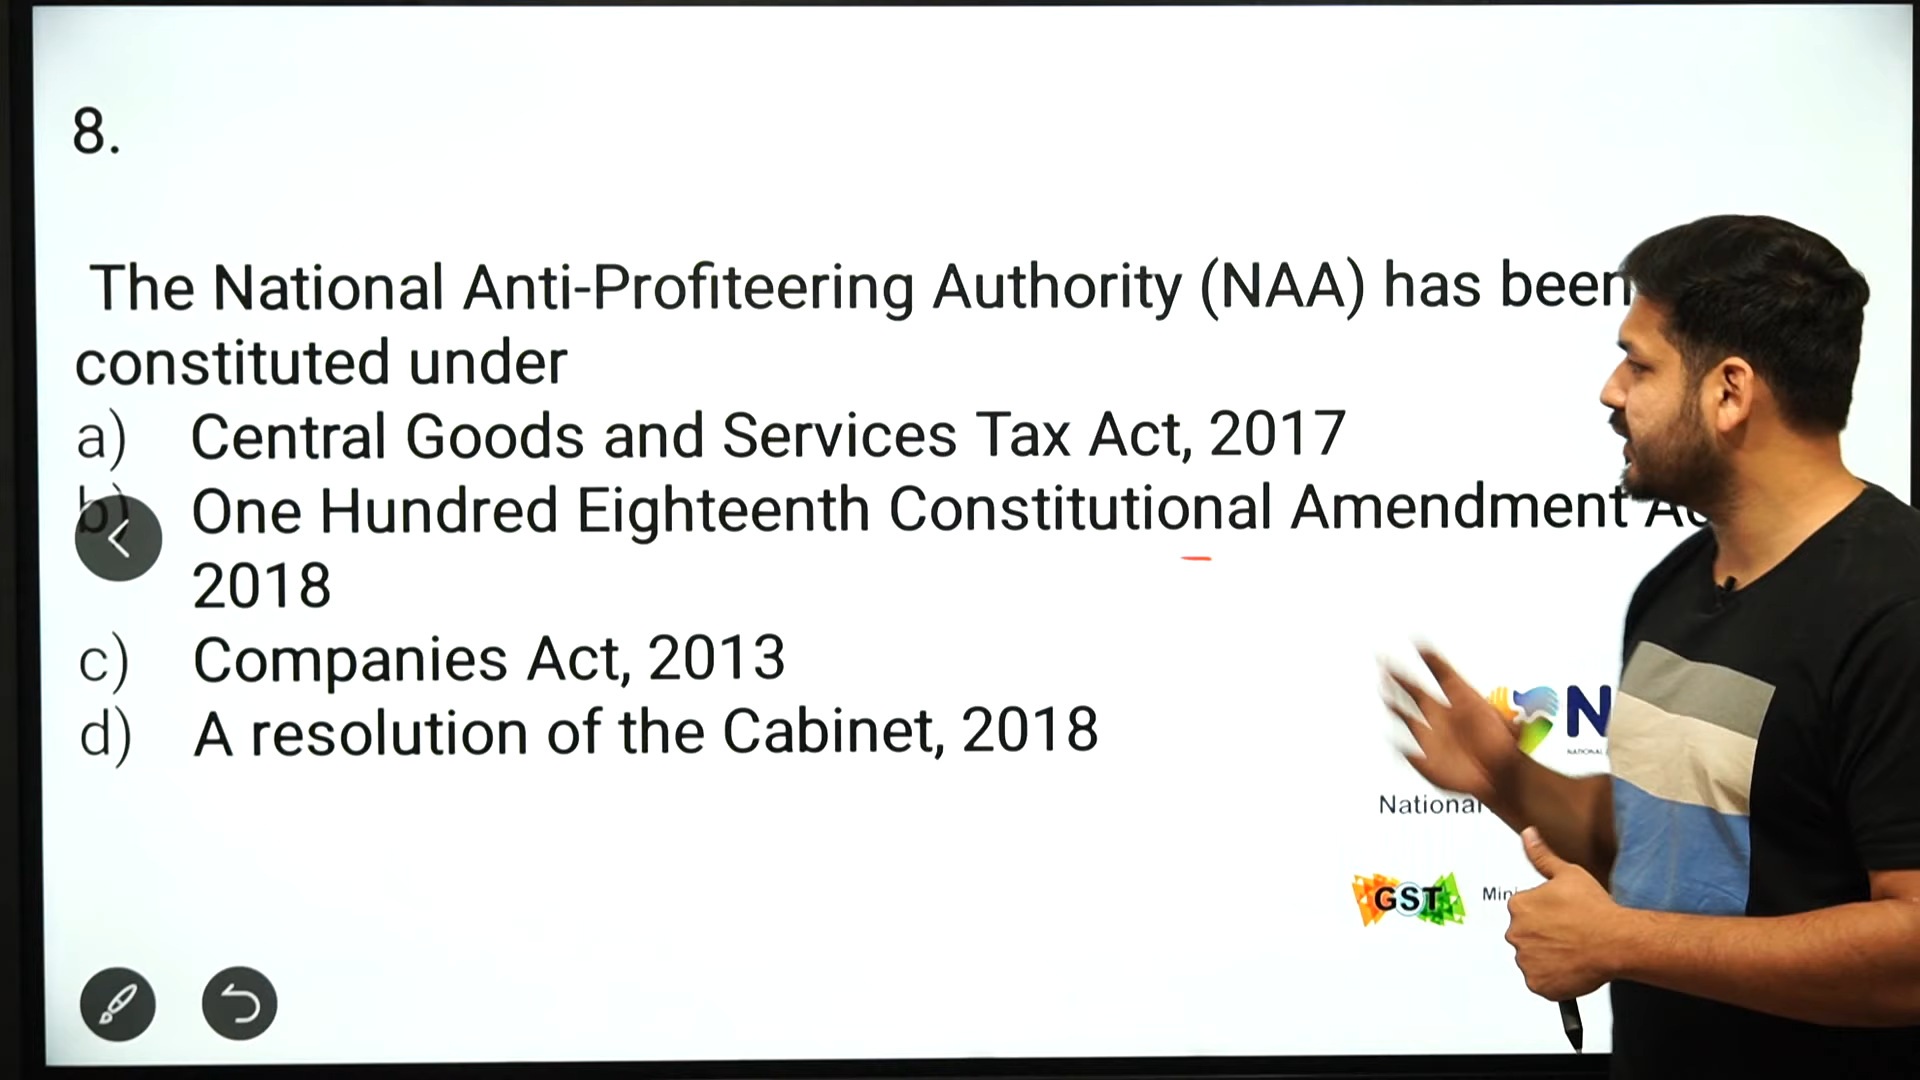 8.
The National Anti-Profiteering Authority (NAA) has been
constituted under
a) Central Goods and Services Tax Act, 2017
b) One Hundred Eighteenth Constitutional Amendment
2018
c) Companies Act, 2013
d) A resolution of the Cabinet, 2018
NATIONAL
National
GST